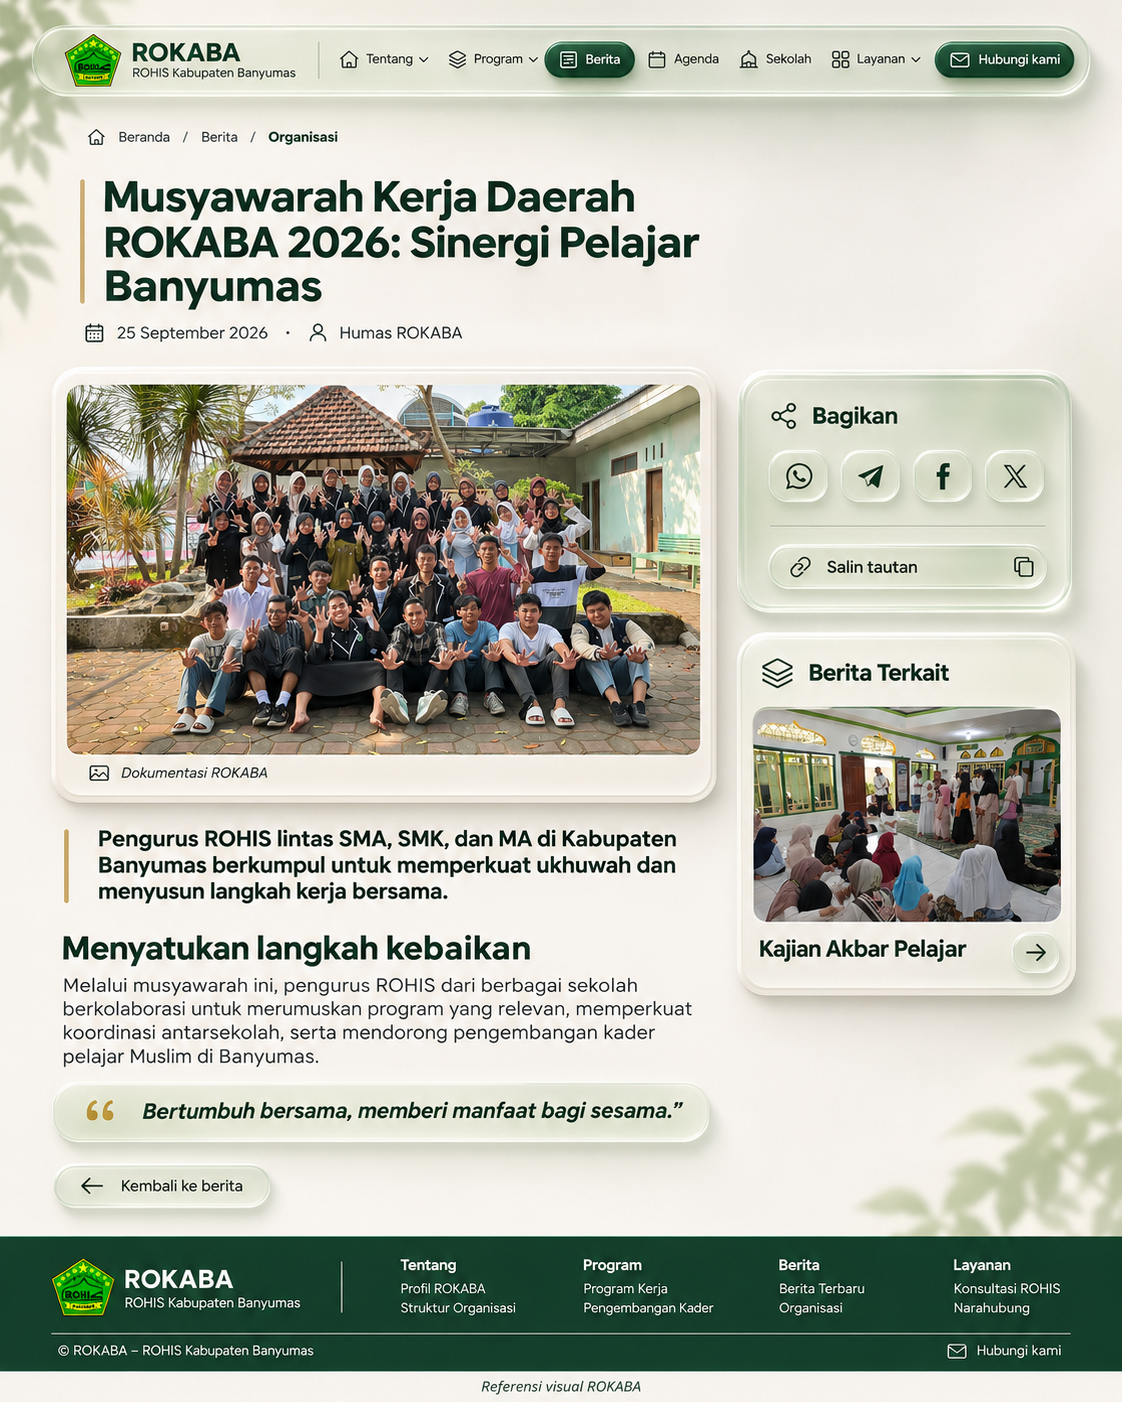 ROKABA
ROHIS Kabupaten Banyumas
Tentang
Program
Berita
Agenda
Sekolah
Layanan
Hubungi kami
Beranda / Berita / Organisasi
Musyawarah Kerja Daerah
ROKABA 2026: Sinergi Pelajar
Banyumas
25 September 2026 · Humas ROKABA
Dokumentasi ROKABA
Pengurus ROHIS lintas SMA, SMK, dan MA di Kabupaten
Banyumas berkumpul untuk memperkuat ukhuwah dan
menyusun langkah kerja bersama.
Menyatukan langkah kebaikan
Melalui musyawarah ini, pengurus ROHIS dari berbagai sekolah
berkolaborasi untuk merumuskan program yang relevan, memperkuat
koordinasi antarsekolah, serta mendorong pengembangan kader
pelajar Muslim di Banyumas.
“ Bertumbuh bersama, memberi manfaat bagi sesama.”
Kembali ke berita
Bagikan
Salin tautan
Berita Terkait
Kajian Akbar Pelajar
ROHIS
ROKABA
ROHIS Kabupaten Banyumas
Tentang
Profil ROKABA
Struktur Organisasi
Program
Program Kerja
Pengembangan Kader
Berita
Berita Terbaru
Organisasi
Layanan
Konsultasi ROHIS
Narahubung
© ROKABA – ROHIS Kabupaten Banyumas
Hubungi kami
Referensi visual ROKABA